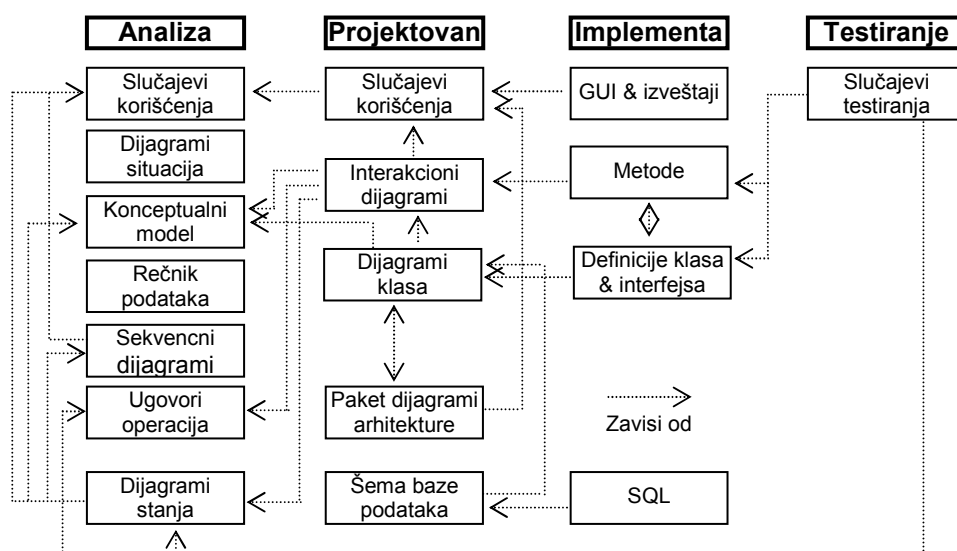 Analiza
Projektovan
Implementa
Testiranje
Slučajevi
korišćenja
Slučajevi
korišćenja
GUI & izveštaji
Slučajevi
testiranja
Dijagrami
situacija
Interakcioni
dijagrami
Metode
Konceptualni
model
Dijagrami
klasa
Definicije klasa
& interfejsa
Rečnik
podataka
Sekvencni
dijagrami
Ugovori
operacija
Paket dijagrami
arhitekture
Zavisi od
Dijagrami
stanja
Šema baze
podataka
SQL